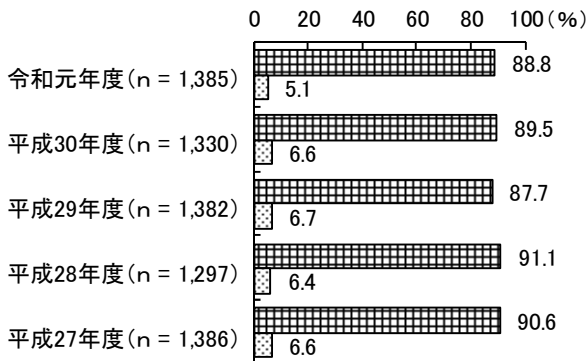 0 20 40 60 80 100(%)
令和元年度(n = 1,385) 88.8
5.1
平成30年度(n = 1,330) 89.5
6.6
平成29年度(n = 1,382) 87.7
6.7
平成28年度(n = 1,297) 91.1
6.4
平成27年度(n = 1,386) 90.6
6.6